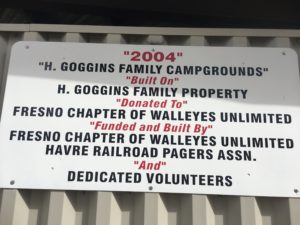 "2004"
"H. GOGGINS FAMILY CAMPGROUNDS"
"Built On"
H. GOGGINS FAMILY PROPERTY
"Donated To"
FRESNO CHAPTER OF WALLEYES UNLIMITED
"Funded and Built By"
FRESNO CHAPTER OF WALLEYES UNLIMITED
HAVRE RAILROAD PAGERS ASSN.
"And"
DEDICATED VOLUNTEERS